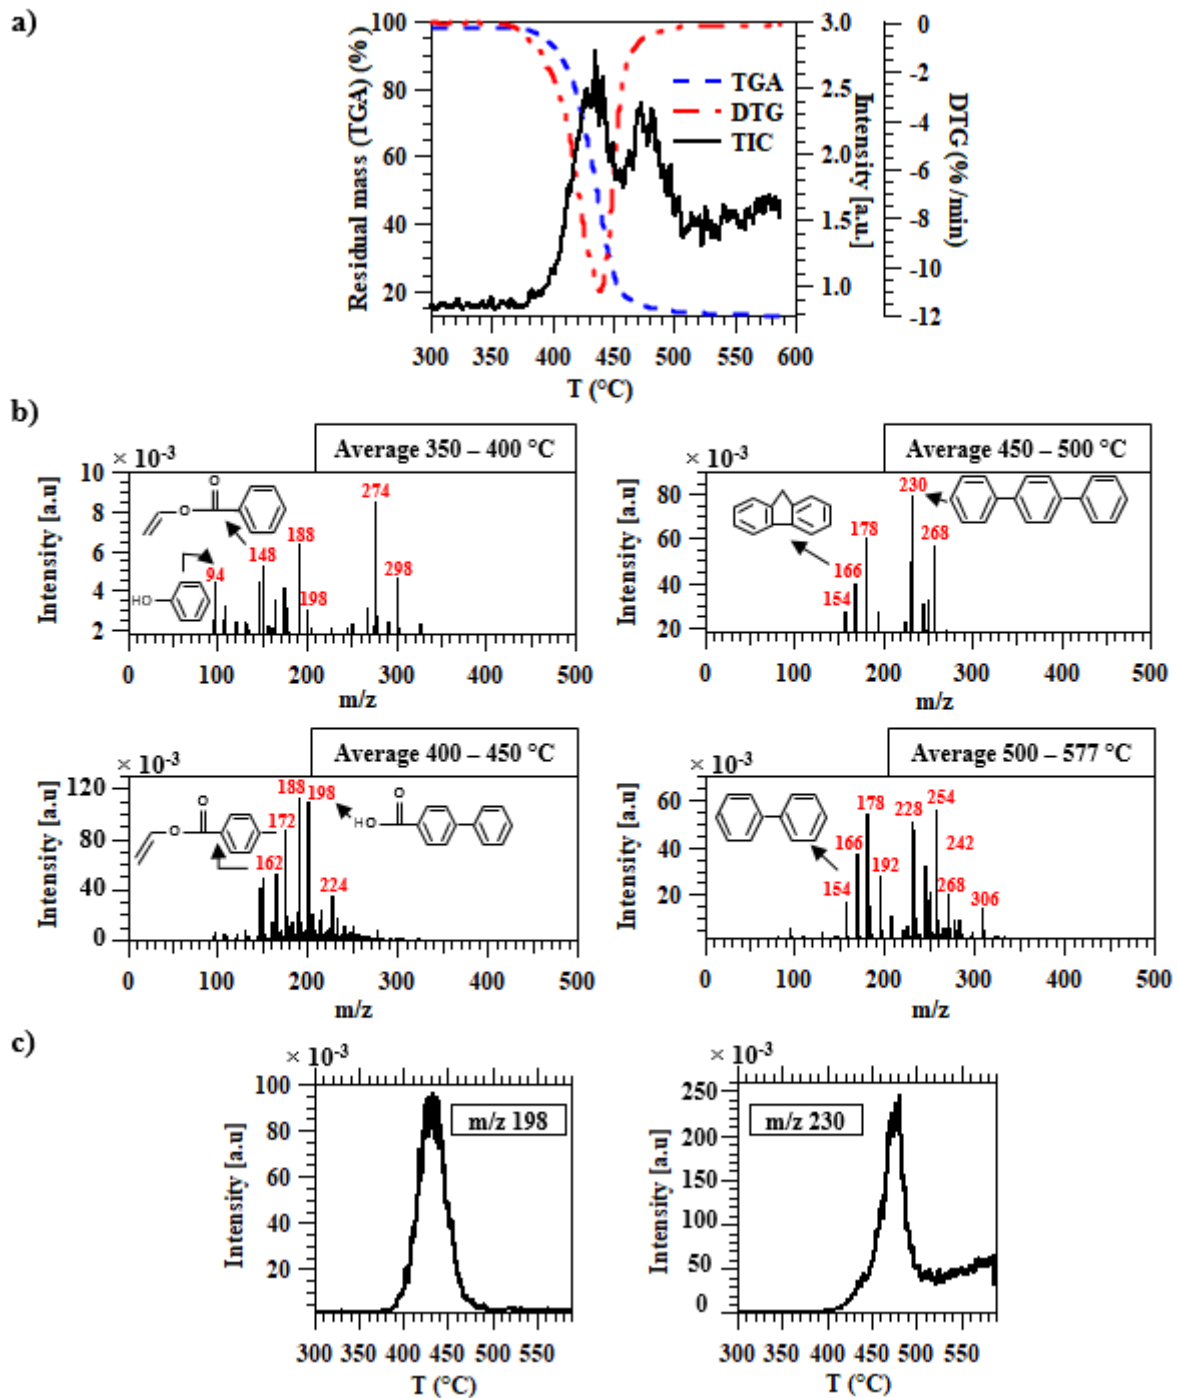 a)
Residual mass (TGA) (%)
100
80
60
40
20
TGA
DTG
TIC
3.0
2.5
2.0
1.5
1.0
Intensity [a.u.]
0
-2
-4
-6
-8
-10
-12
DTG (% /min)
300 350 400 450 500 550 600
T (°C)
b)
× 10-3
Average 350 – 400 °C
Intensity [a.u]
10
8
6
4
2
O
O
HO
94
148
188
198
274
298
0 100 200 300 400 500
m/z
× 10-3
Average 450 – 500 °C
Intensity [a.u]
80
60
40
20
154
166
178
230
268
0 100 200 300 400 500
m/z
× 10-3
Average 400 – 450 °C
Intensity [a.u]
120
80
40
0
O
O
O
HO
162
172
188
198
224
0 100 200 300 400 500
m/z
× 10-3
Average 500 – 577 °C
Intensity [a.u]
60
40
20
154
166
178
192
228
254
242
268
306
0 100 200 300 400 500
m/z
c)
× 10-3
Intensity [a.u]
100
80
60
40
20
m/z 198
300 350 400 450 500 550
T (°C)
× 10-3
Intensity [a.u]
250
200
150
100
50
0
m/z 230
300 350 400 450 500 550
T (°C)